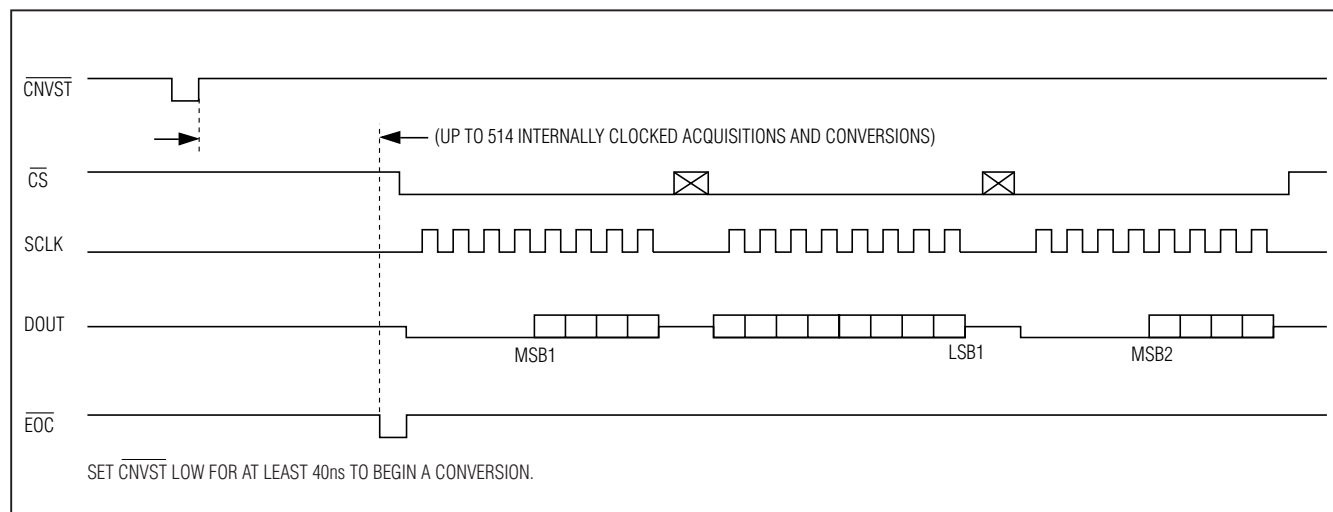 CNVST
(UP TO 514 INTERNALLY CLOCKED ACQUISITIONS AND CONVERSIONS)
CS
SCLK
DOUT
MSB1
LSB1
MSB2
EOC
SET CNVST LOW FOR AT LEAST 40ns TO BEGIN A CONVERSION.